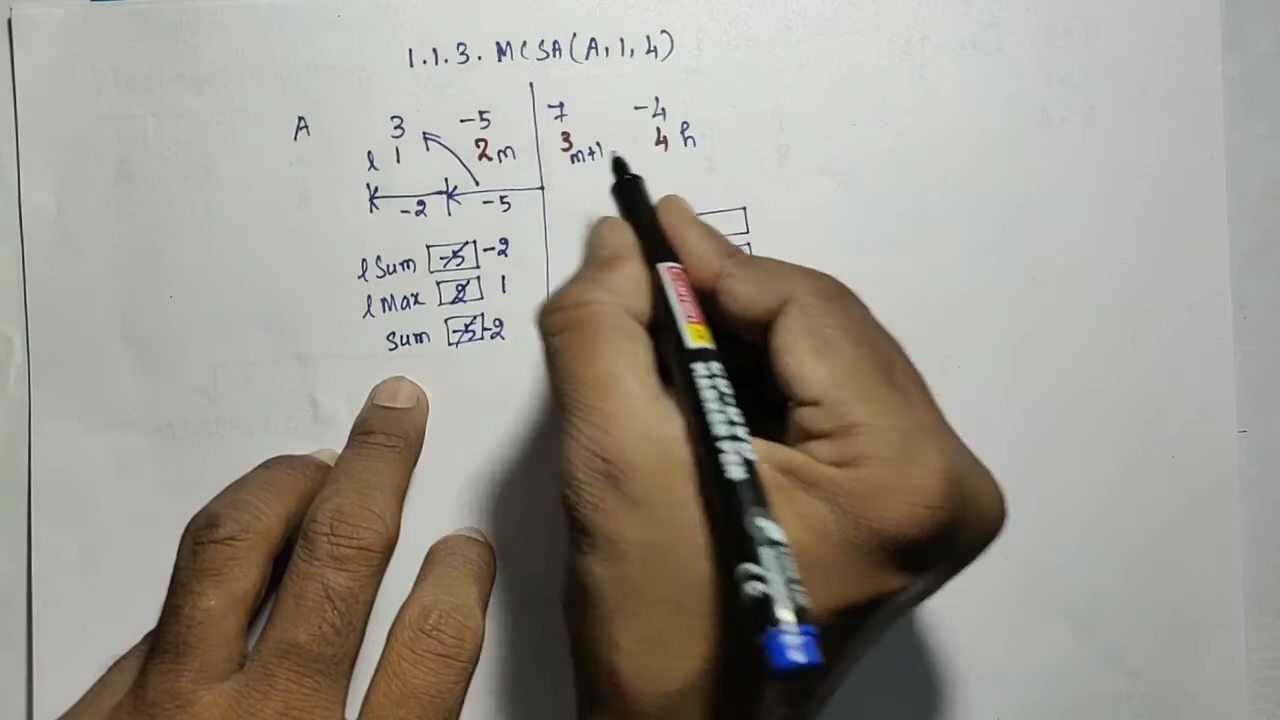 1.1.3. MCSA(A,1,4)
A 3 -5 7 -4
l 1 2 m 3 m+1 4 h
-2 -5
lSum -5 -2
lMax 2 1
Sum -5 -2